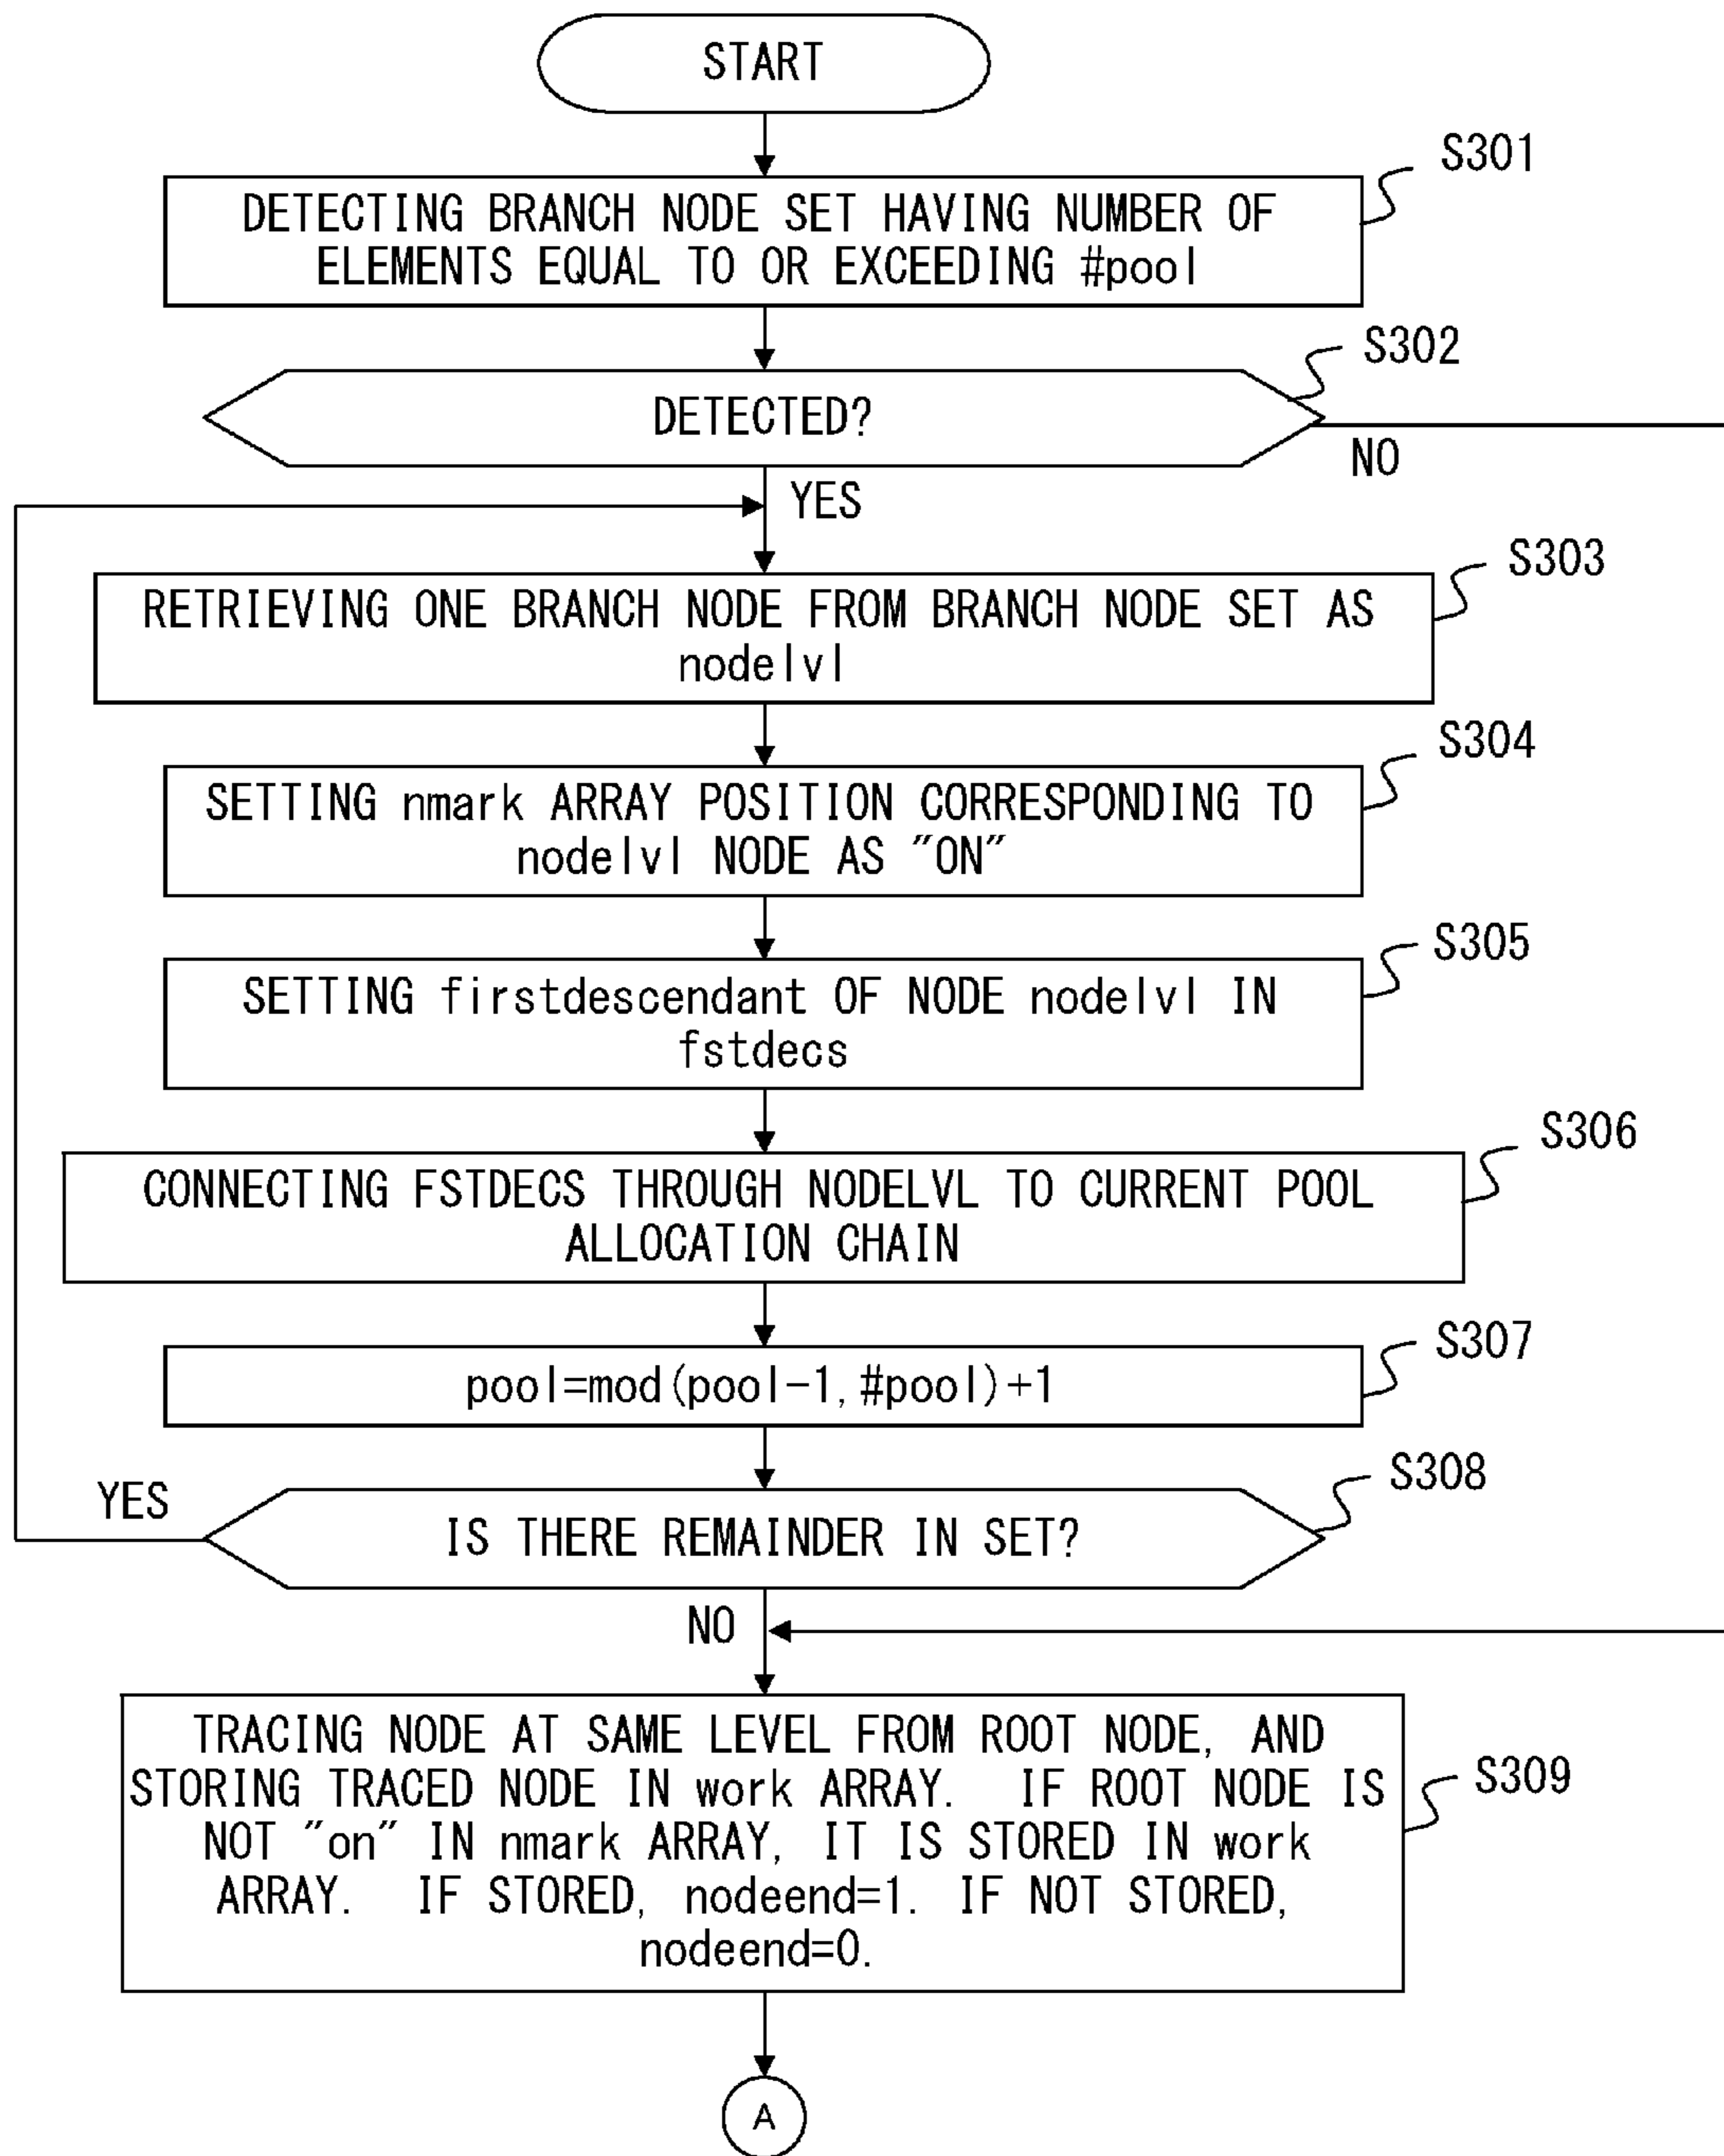 START
S301
DETECTING BRANCH NODE SET HAVING NUMBER OF
ELEMENTS EQUAL TO OR EXCEEDING #pool
S302
DETECTED?
NO
YES
S303
RETRIEVING ONE BRANCH NODE FROM BRANCH NODE SET AS
nodelvl
S304
SETTING nmark ARRAY POSITION CORRESPONDING TO
nodelvl NODE AS "ON"
S305
SETTING firstdescendant OF NODE nodelvl IN
fstdecs
S306
CONNECTING FSTDECS THROUGH NODELVL TO CURRENT POOL
ALLOCATION CHAIN
S307
pool=mod(pool-1,#pool)+1
S308
YES
IS THERE REMAINDER IN SET?
NO
S309
TRACING NODE AT SAME LEVEL FROM ROOT NODE, AND
STORING TRACED NODE IN work ARRAY. IF ROOT NODE IS
NOT "on" IN nmark ARRAY, IT IS STORED IN work
ARRAY. IF STORED, nodeend=1. IF NOT STORED,
nodeend=0.
A